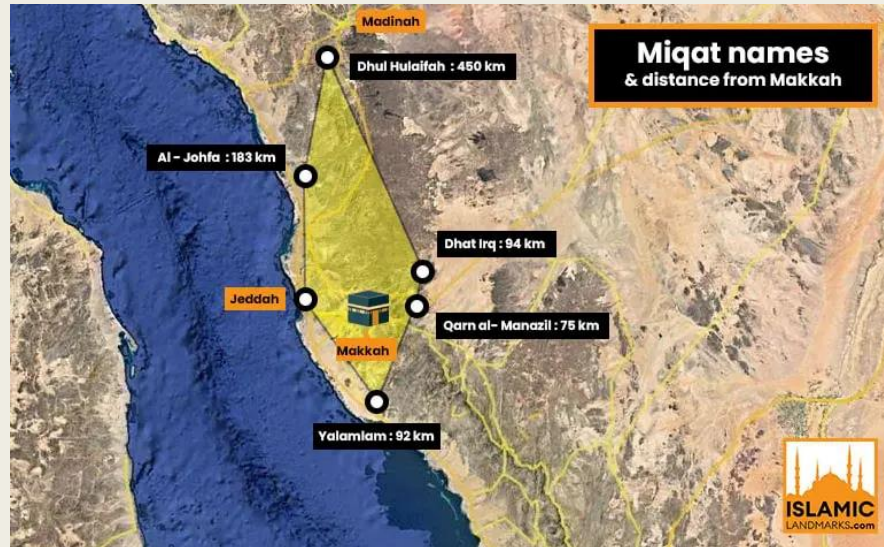 Madinah
Miqat names
& distance from Makkah
Dhul Hulaifah : 450 km
Al - Johfa : 183 km
Dhat Irq : 94 km
Jeddah
Qarn al- Manazil : 75 km
Makkah
Yalamlam : 92 km
ISLAMIC
LANDMARKS.com